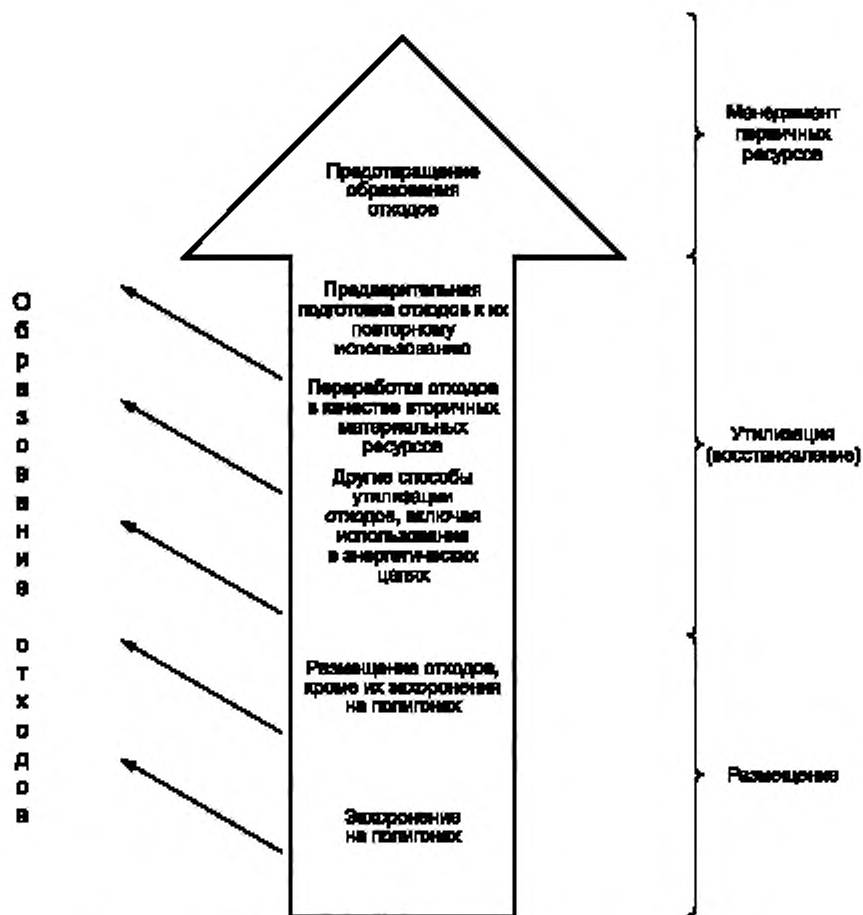 Менеджмент
первичных
ресурсов
Предотвращение
образования
отходов
Образование отходов
Предварительная
подготовка отходов к их
повторному
использованию
Переработка отходов
в качестве вторичных
материальных
ресурсов
Другие способы
утилизации
отходов, включая
использование
в энергетических
целях
Утилизация
(восстановление)
Размещение отходов,
кроме их захоронения
на полигонах
Размещение
Захоронение
на полигонах